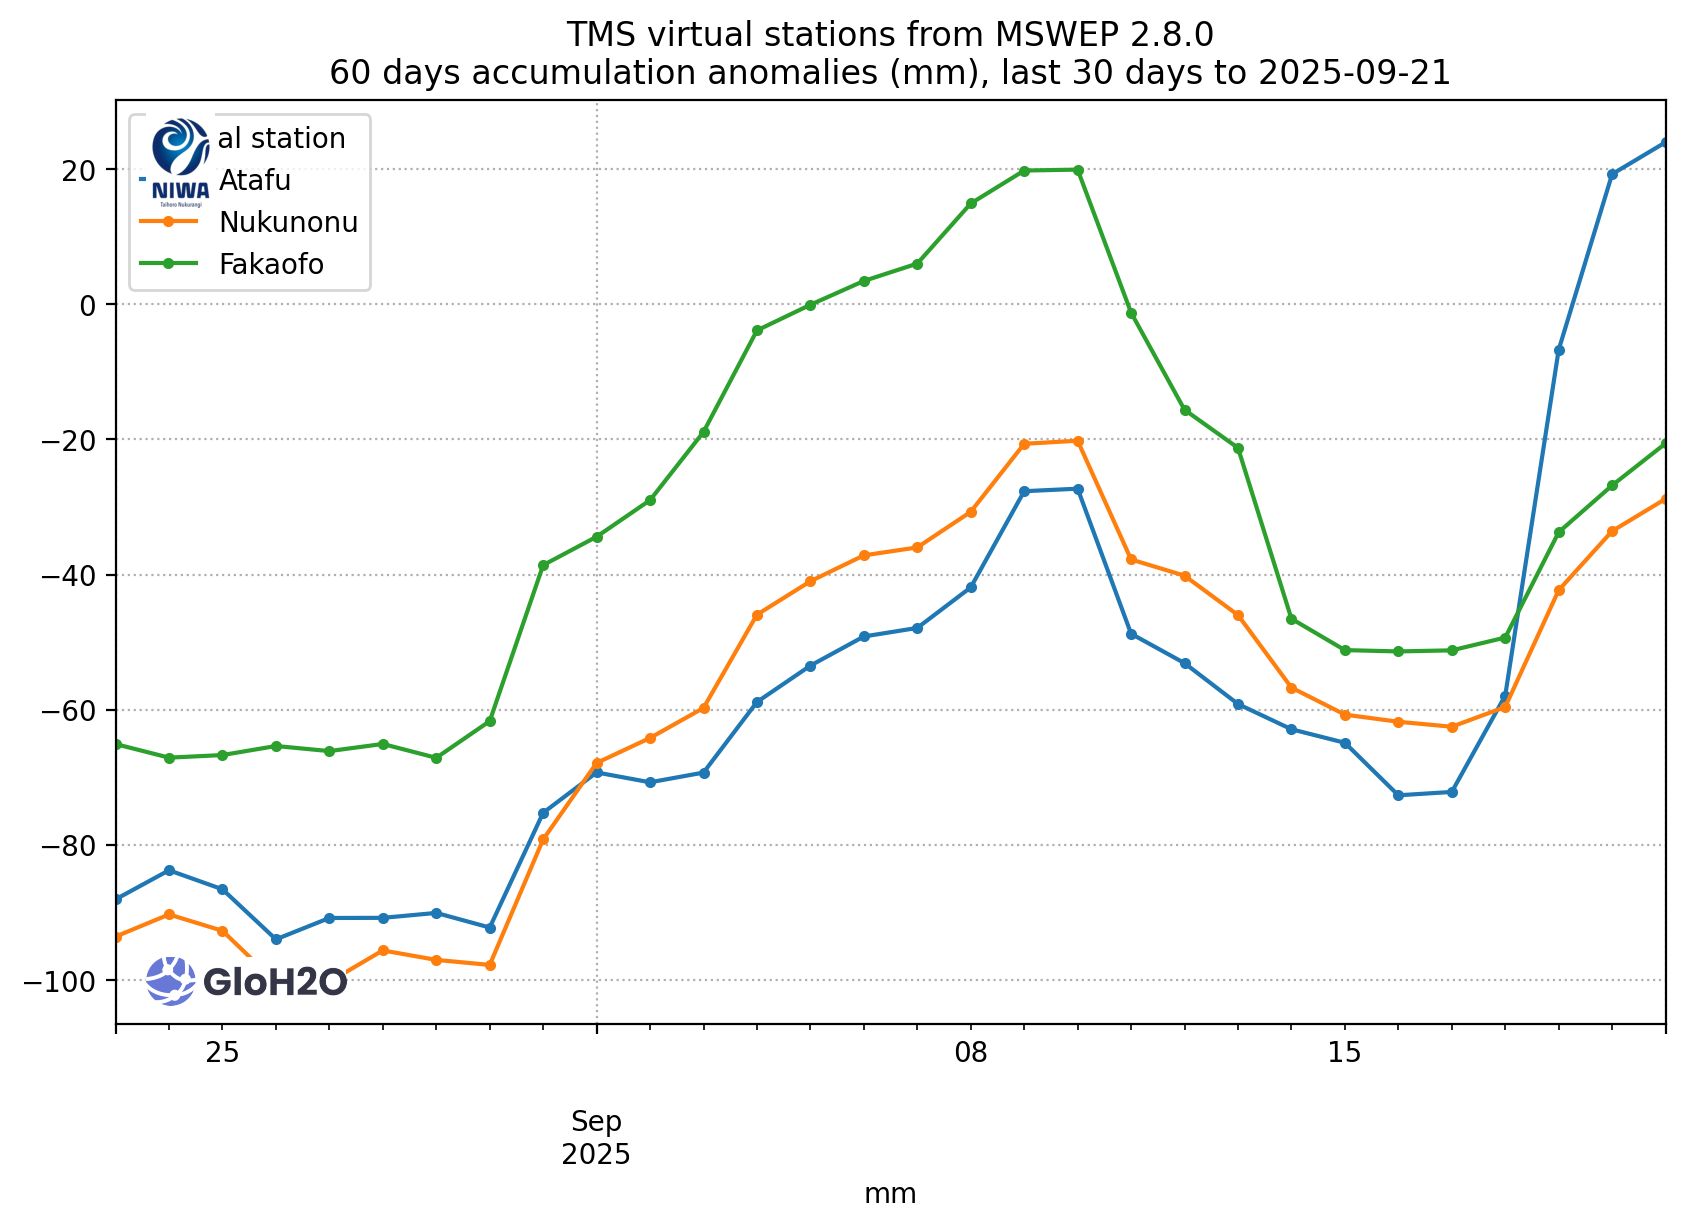 TMS virtual stations from MSWEP 2.8.0
60 days accumulation anomalies (mm), last 30 days to 2025-09-21
al station
NIWA
Taihoro Nukurangi
Atafu
Nukunonu
Fakaofo
20
0
−20
−40
−60
−80
−100
GloH2O
25
08
15
Sep
2025
mm